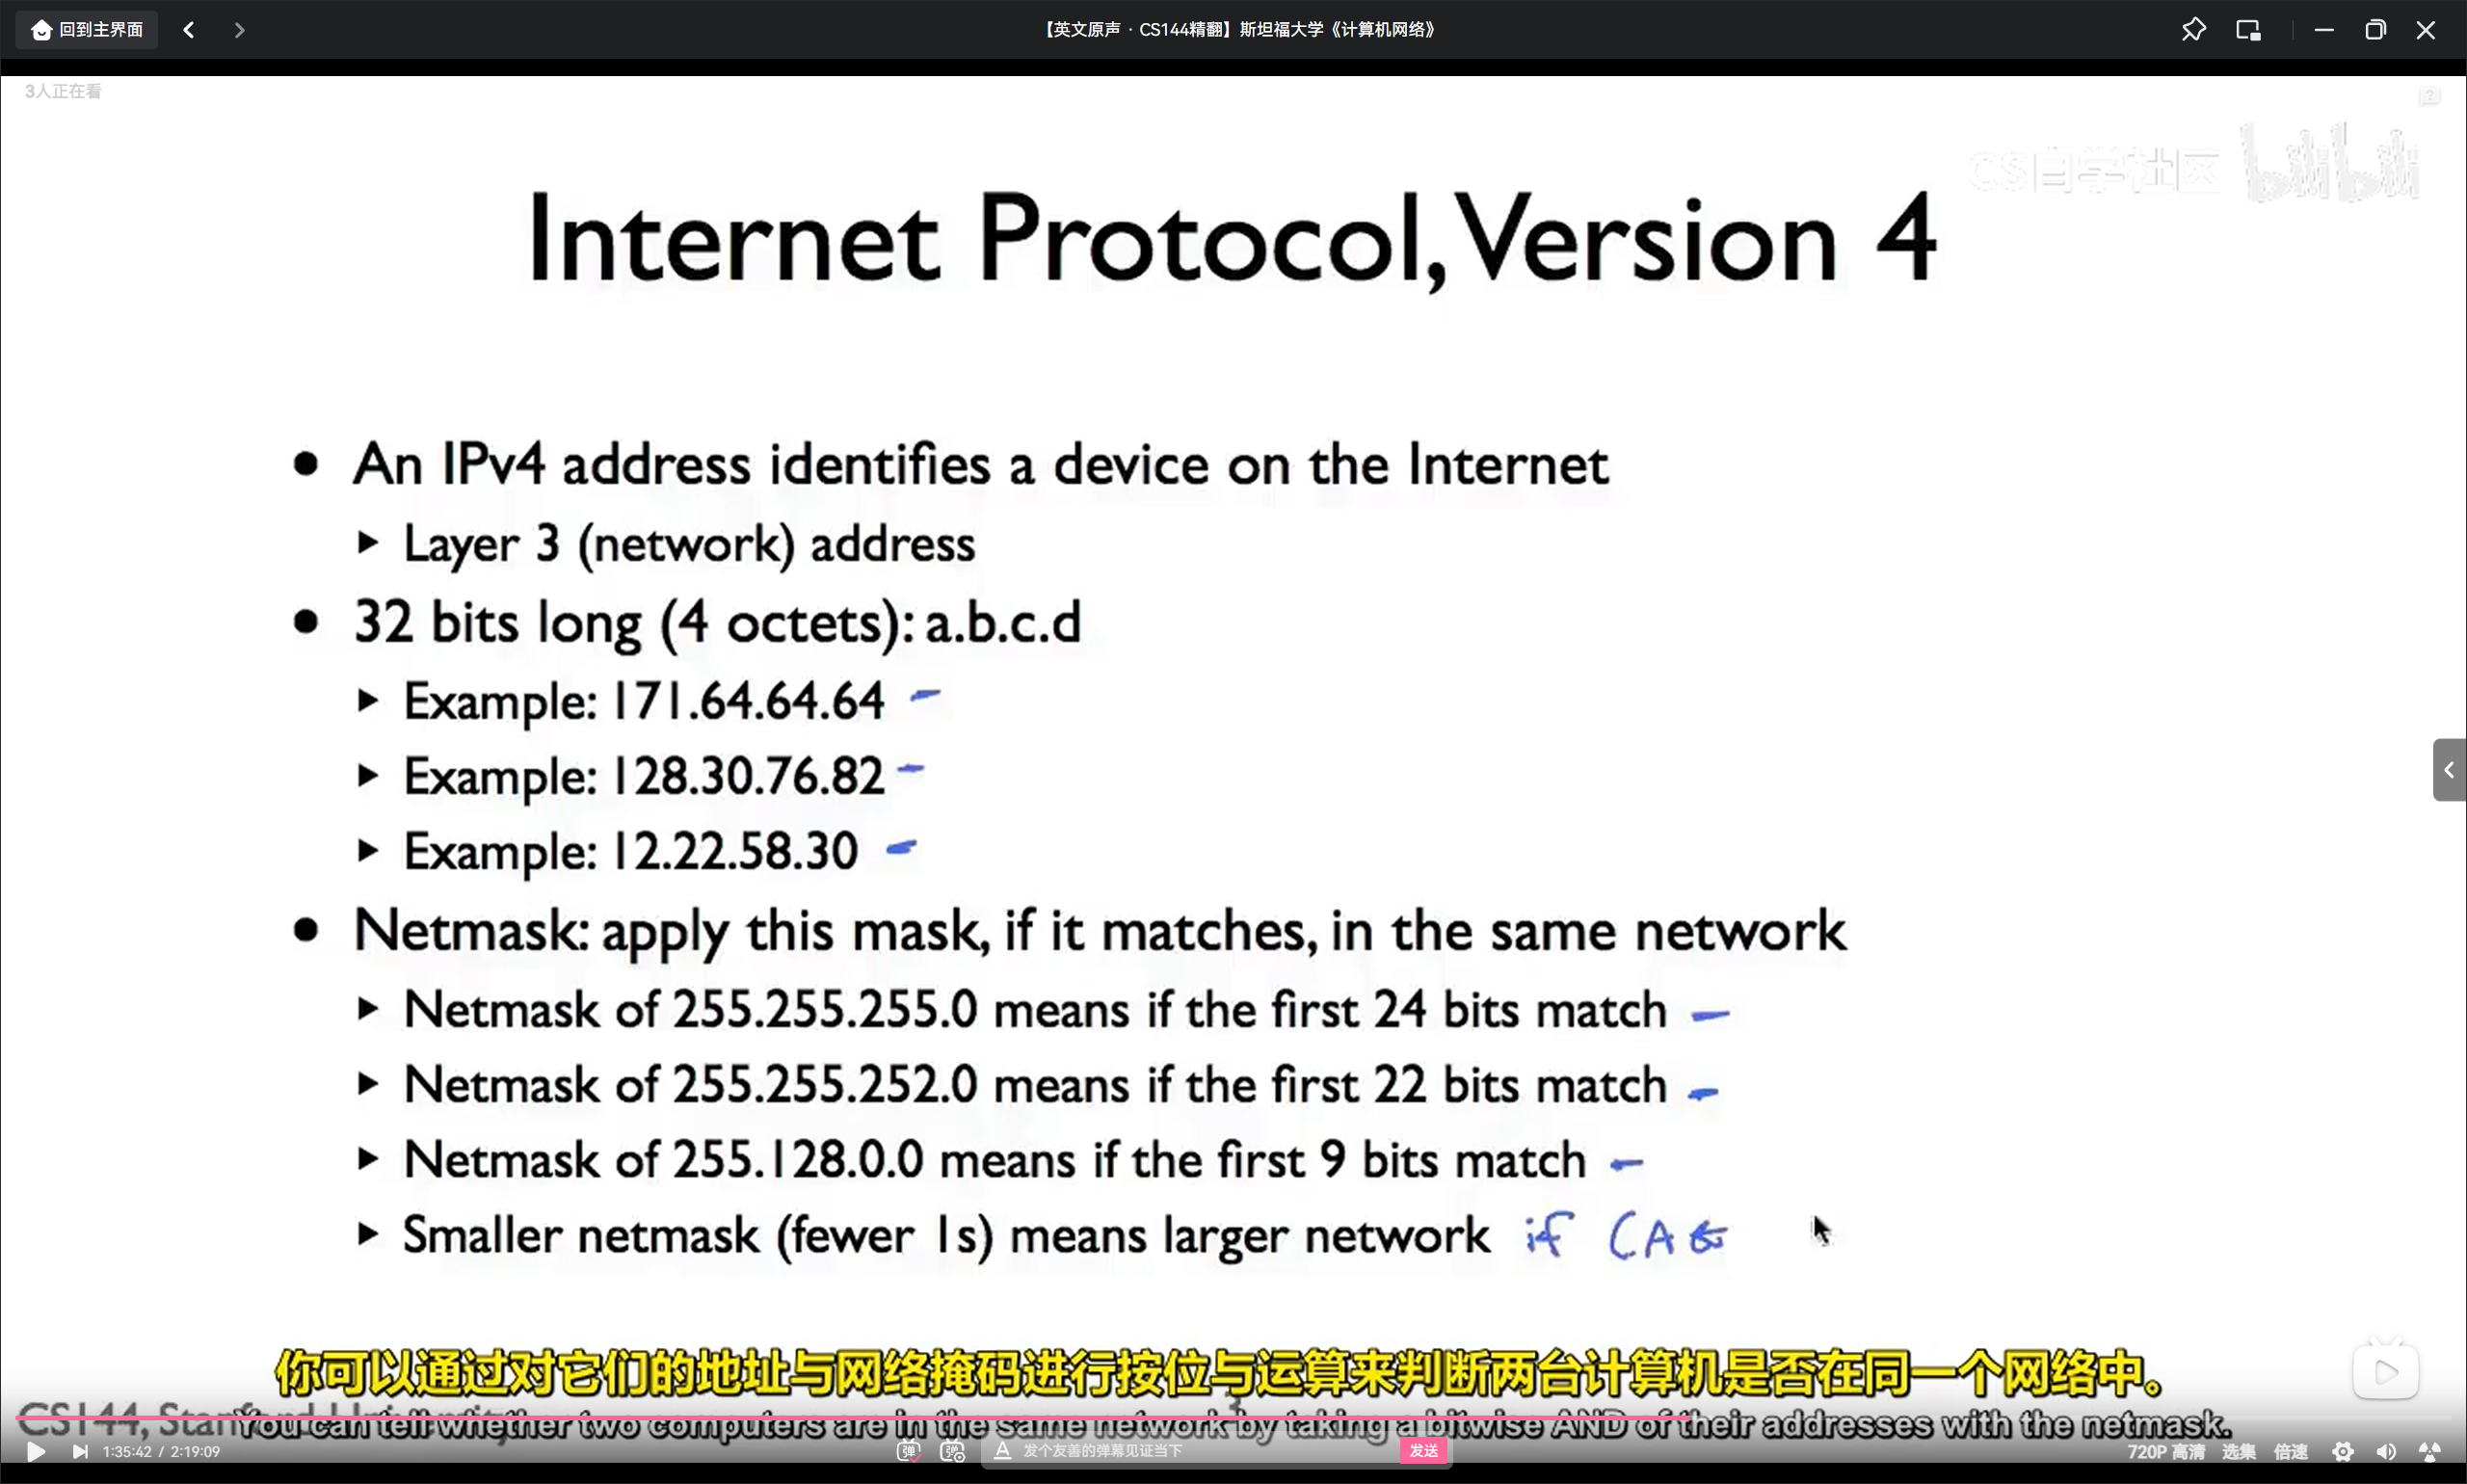 回到主界面
【英文原声 · CS144精翻】斯坦福大学《计算机网络》
3人正在看
CS自学社区 bilibili
Internet Protocol, Version 4
• An IPv4 address identifies a device on the Internet
▸ Layer 3 (network) address
• 32 bits long (4 octets): a.b.c.d
▸ Example: 171.64.64.64
▸ Example: 128.30.76.82
▸ Example: 12.22.58.30
• Netmask: apply this mask, if it matches, in the same network
▸ Netmask of 255.255.255.0 means if the first 24 bits match
▸ Netmask of 255.255.252.0 means if the first 22 bits match
▸ Netmask of 255.128.0.0 means if the first 9 bits match
▸ Smaller netmask (fewer 1s) means larger network if (A
你可以通过对它们的地址与网络掩码进行按位与运算来判断两台计算机是否在同一个网络中。
CS144, Stanford University
3
You can tell whether two computers are in the same network by taking a bitwise AND of their addresses with the netmask.
1:35:42 / 2:19:09
弹
弹
A 发个友善的弹幕见证当下
发送
720P 高清 选集 倍速